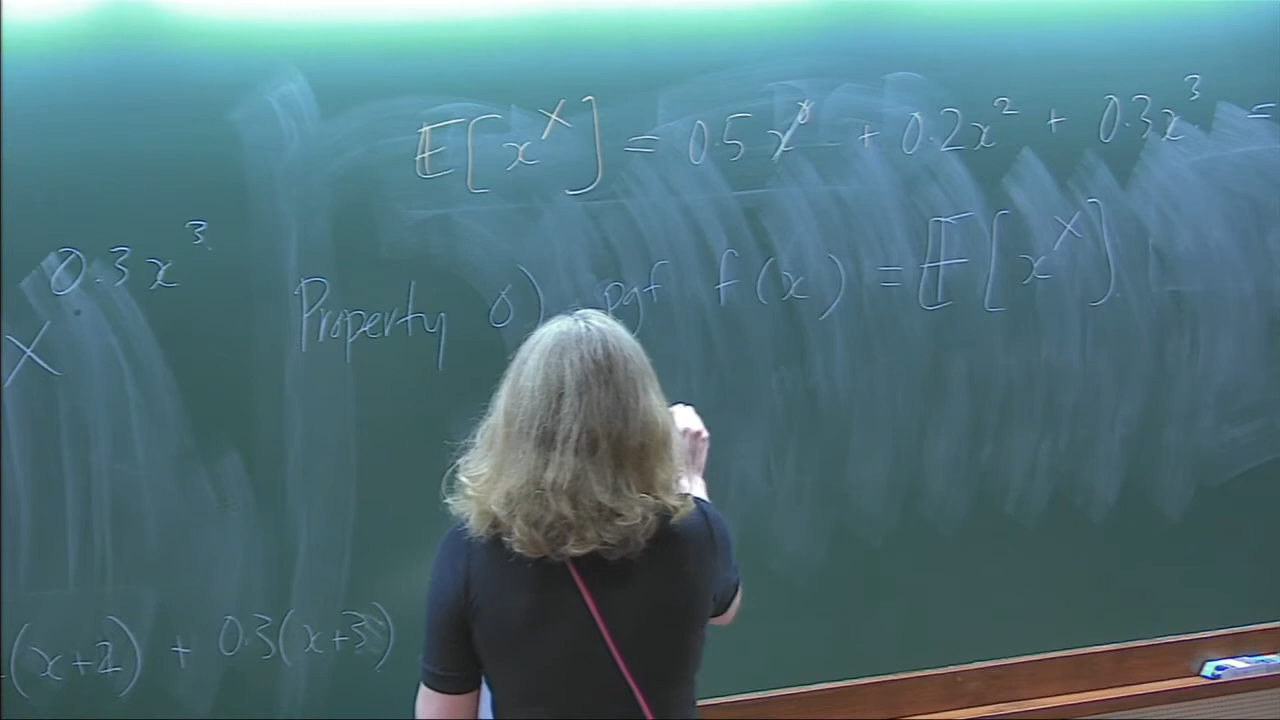 E[x^X] = 0.5x^0 + 0.2x^2 + 0.3x^3 =
0.3x^3
Property 0) pgf f(x) = E[x^X].
X
(x+2) + 0.3(x+3)